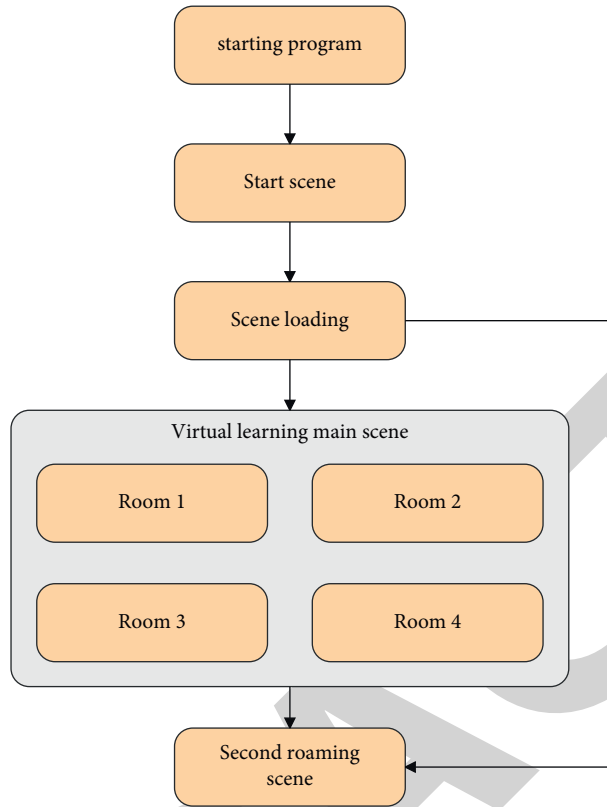 starting program
Start scene
Scene loading
Virtual learning main scene
Room 1
Room 2
Room 3
Room 4
Second roaming
scene